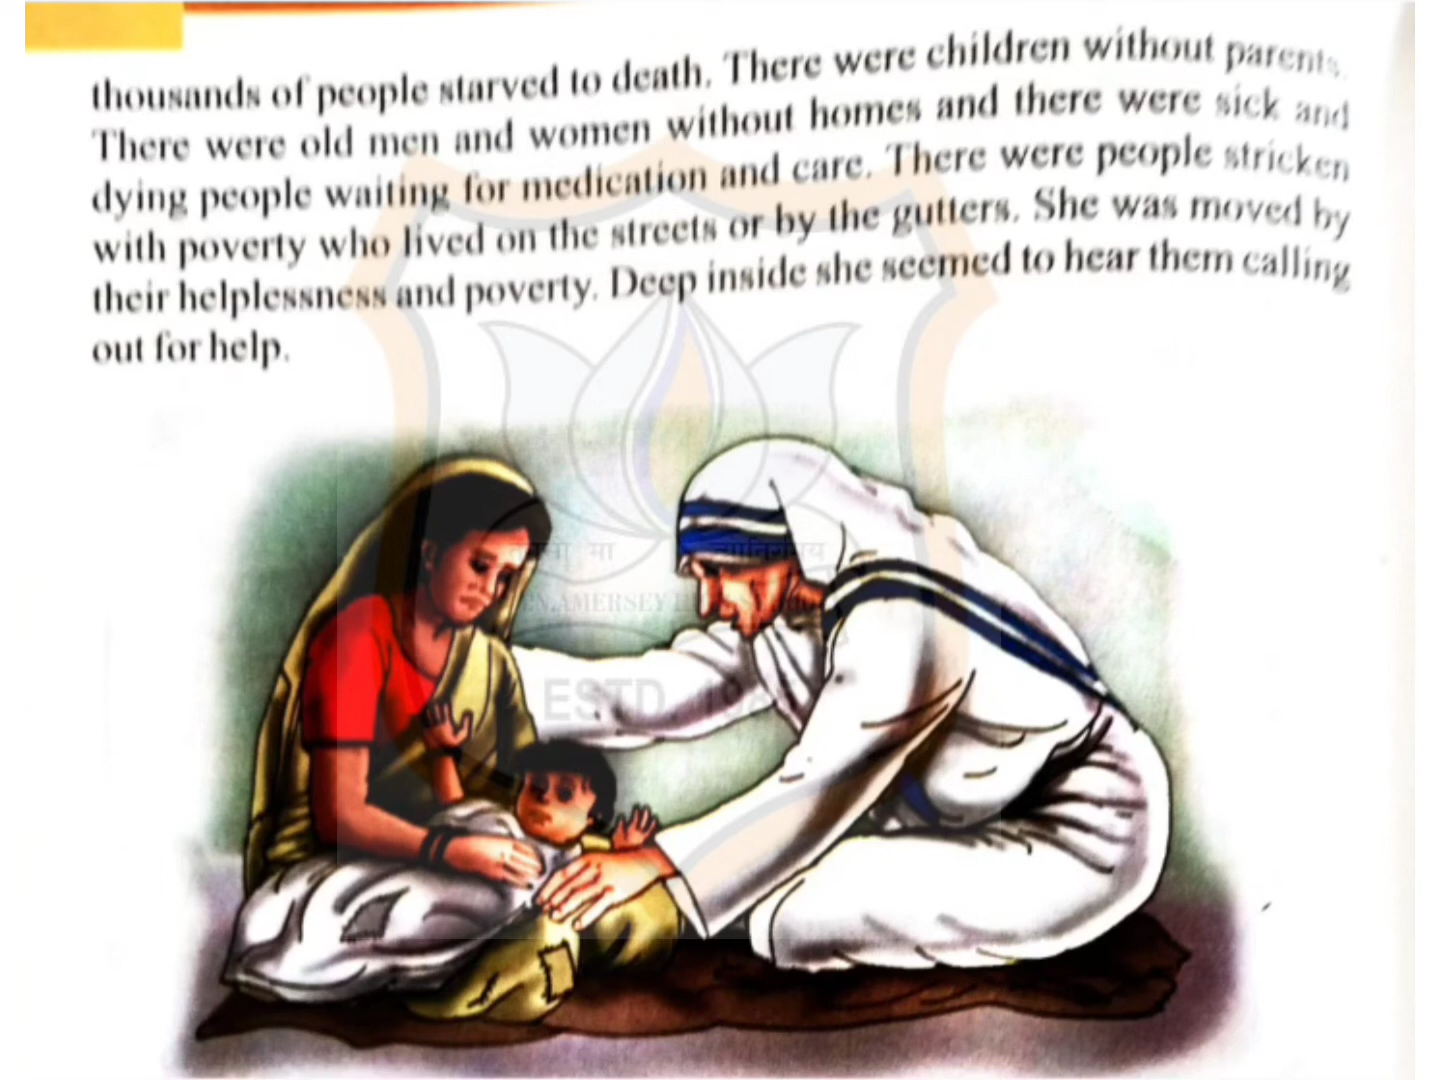 thousands of people starved to death. There were children without parents.
There were old men and women without homes and there were sick and
dying people waiting for medication and care. There were people stricken
with poverty who lived on the streets or by the gutters. She was moved by
their helplessness and poverty. Deep inside she seemed to hear them calling
out for help.
मा
AMERSEY
ESTD.